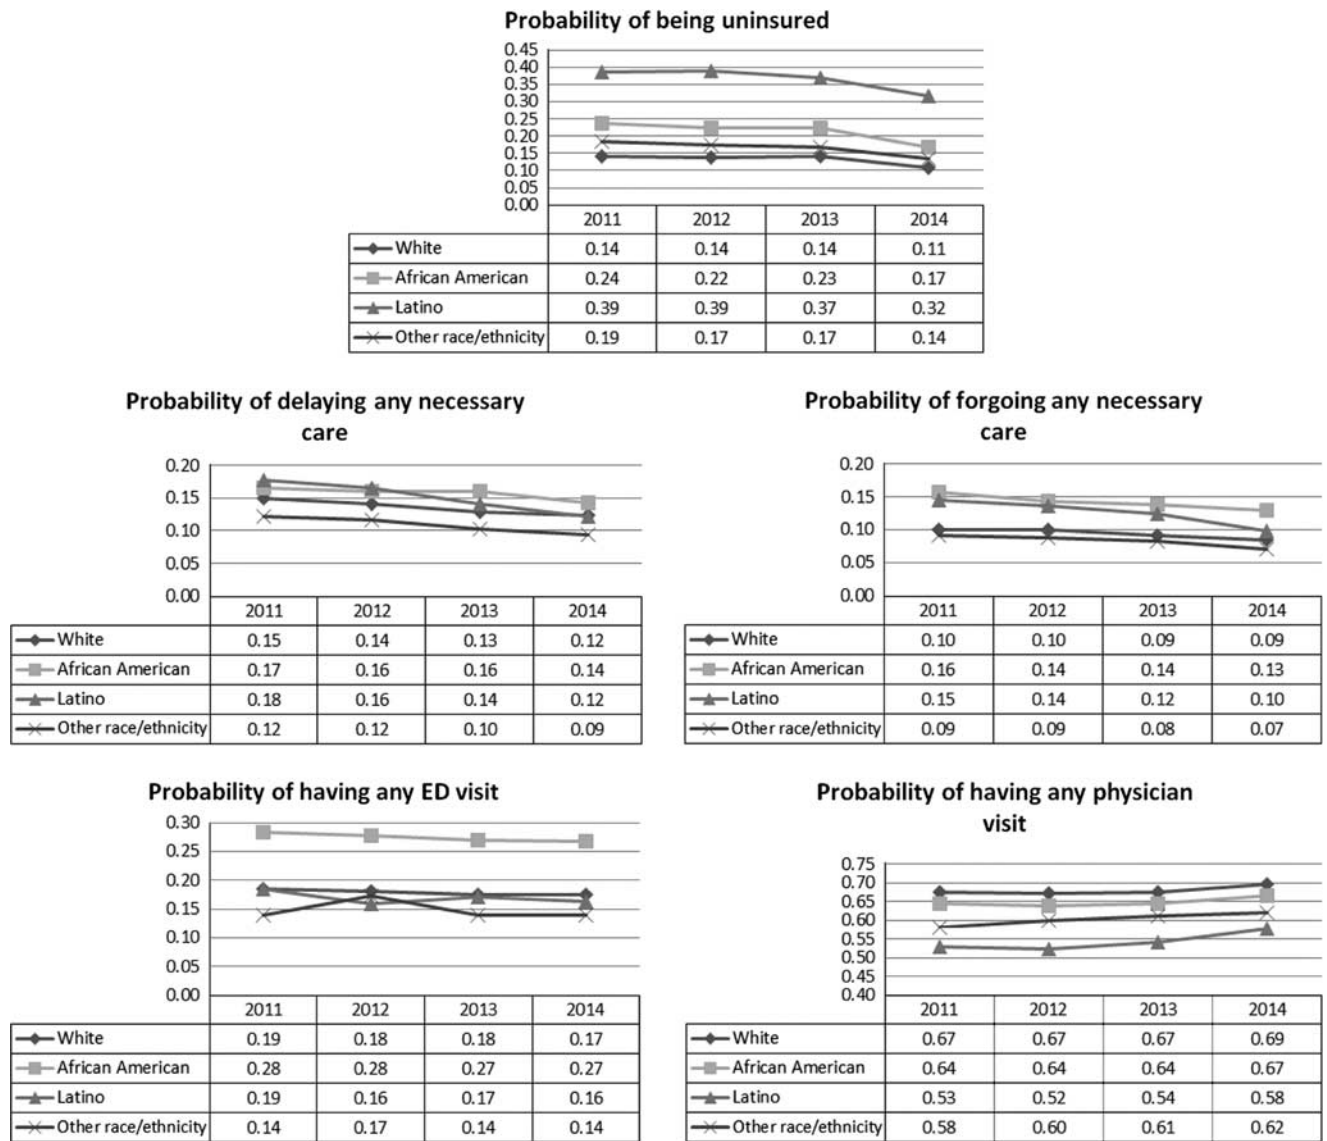 Probability of being uninsured
0.45
0.40
0.35
0.30
0.25
0.20
0.15
0.10
0.05
0.00
2011 2012 2013 2014
White 0.14 0.14 0.14 0.11
African American 0.24 0.22 0.23 0.17
Latino 0.39 0.39 0.37 0.32
Other race/ethnicity 0.19 0.17 0.17 0.14
Probability of delaying any necessary
care
0.20
0.15
0.10
0.05
0.00
2011 2012 2013 2014
White 0.15 0.14 0.13 0.12
African American 0.17 0.16 0.16 0.14
Latino 0.18 0.16 0.14 0.12
Other race/ethnicity 0.12 0.12 0.10 0.09
Probability of forgoing any necessary
care
0.20
0.15
0.10
0.05
0.00
2011 2012 2013 2014
White 0.10 0.10 0.09 0.09
African American 0.16 0.14 0.14 0.13
Latino 0.15 0.14 0.12 0.10
Other race/ethnicity 0.09 0.09 0.08 0.07
Probability of having any ED visit
0.30
0.25
0.20
0.15
0.10
0.05
0.00
2011 2012 2013 2014
White 0.19 0.18 0.18 0.17
African American 0.28 0.28 0.27 0.27
Latino 0.19 0.16 0.17 0.16
Other race/ethnicity 0.14 0.17 0.14 0.14
Probability of having any physician
visit
0.75
0.70
0.65
0.60
0.55
0.50
0.45
0.40
2011 2012 2013 2014
White 0.67 0.67 0.67 0.69
African American 0.64 0.64 0.64 0.67
Latino 0.53 0.52 0.54 0.58
Other race/ethnicity 0.58 0.60 0.61 0.62